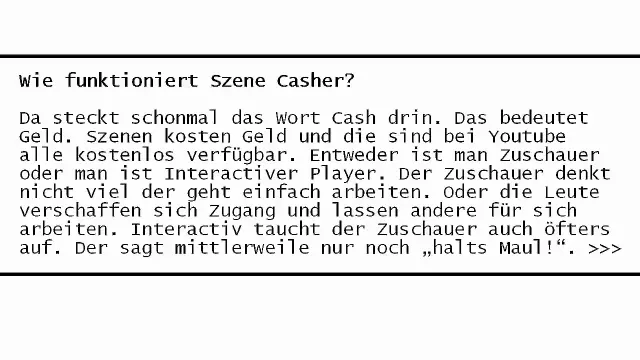 Wie funktioniert Szene Casher?
Da steckt schonmal das Wort Cash drin. Das bedeutet
Geld. Szenen kosten Geld und die sind bei Youtube
alle kostenlos verfügbar. Entweder ist man Zuschauer
oder man ist Interactiver Player. Der Zuschauer denkt
nicht viel der geht einfach arbeiten. Oder die Leute
verschaffen sich Zugang und lassen andere für sich
arbeiten. Interactiv taucht der Zuschauer auch öfters
auf. Der sagt mittlerweile nur noch „halts Maul!“. >>>